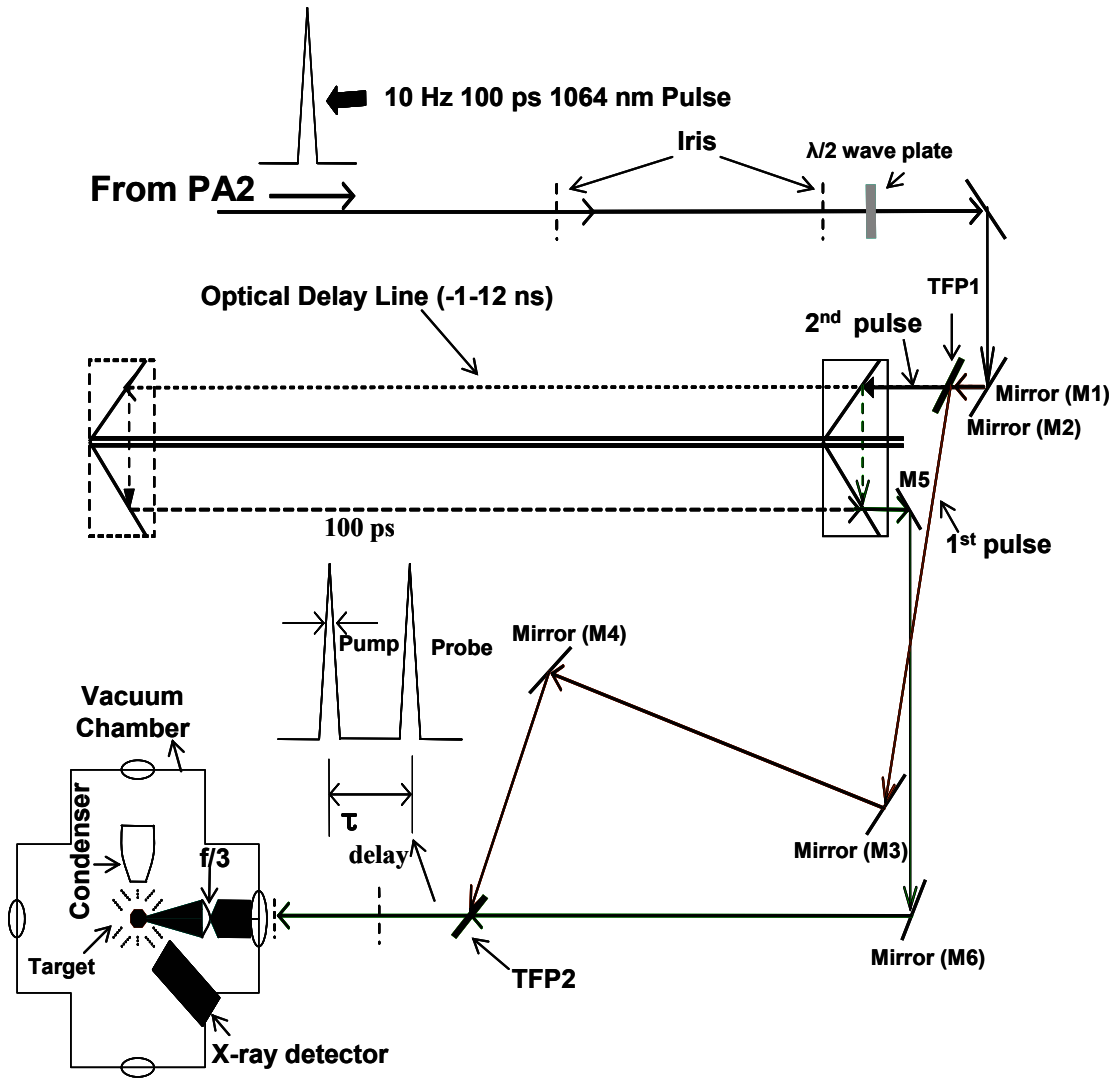 10 Hz 100 ps 1064 nm Pulse
Iris
λ/2 wave plate
From PA2
Optical Delay Line (-1-12 ns)
TFP1
2nd pulse
Mirror (M1)
Mirror (M2)
M5
100 ps
1st pulse
Pump
Probe
Mirror (M4)
Vacuum
Chamber
τ
delay
Mirror (M3)
Condenser
f/3
Target
TFP2
Mirror (M6)
X-ray detector